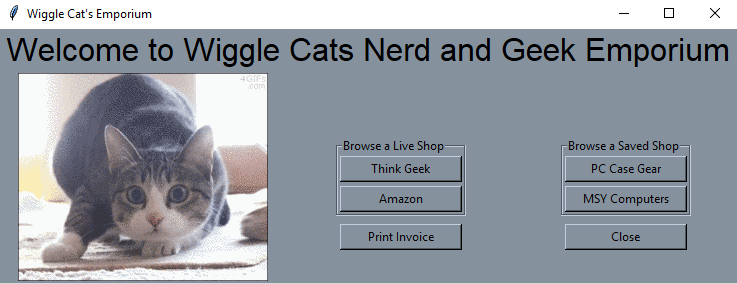 Wiggle Cat's Emporium
Welcome to Wiggle Cats Nerd and Geek Emporium
4GIFs
.com
Browse a Live Shop
Think Geek
Amazon
Print Invoice
Browse a Saved Shop
PC Case Gear
MSY Computers
Close